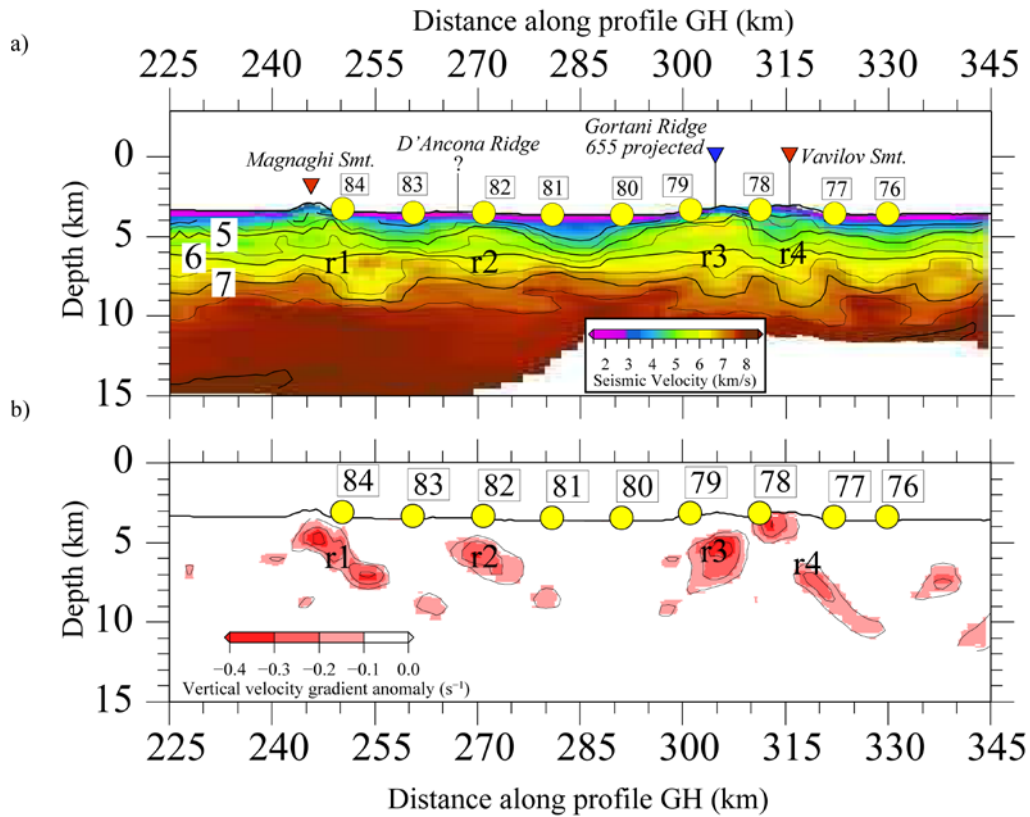 Distance along profile GH (km)
a)
225 240 255 270 285 300 315 330 345
Gortani Ridge
D'Ancona Ridge 655 projected
Magnaghi Smt. ? Vavilov Smt.
84 83 82 81 80 79 78 77 76
0
5
10
15
Depth (km)
5
6
7
r1 r2 r3 r4
2 3 4 5 6 7 8
Seismic Velocity (km/s)
b)
0
5
10
15
Depth (km)
84 83 82 81 80 79 78 77 76
r1 r2 r3 r4
−0.4 −0.3 −0.2 −0.1 0.0
Vertical velocity gradient anomaly (s⁻¹)
225 240 255 270 285 300 315 330 345
Distance along profile GH (km)